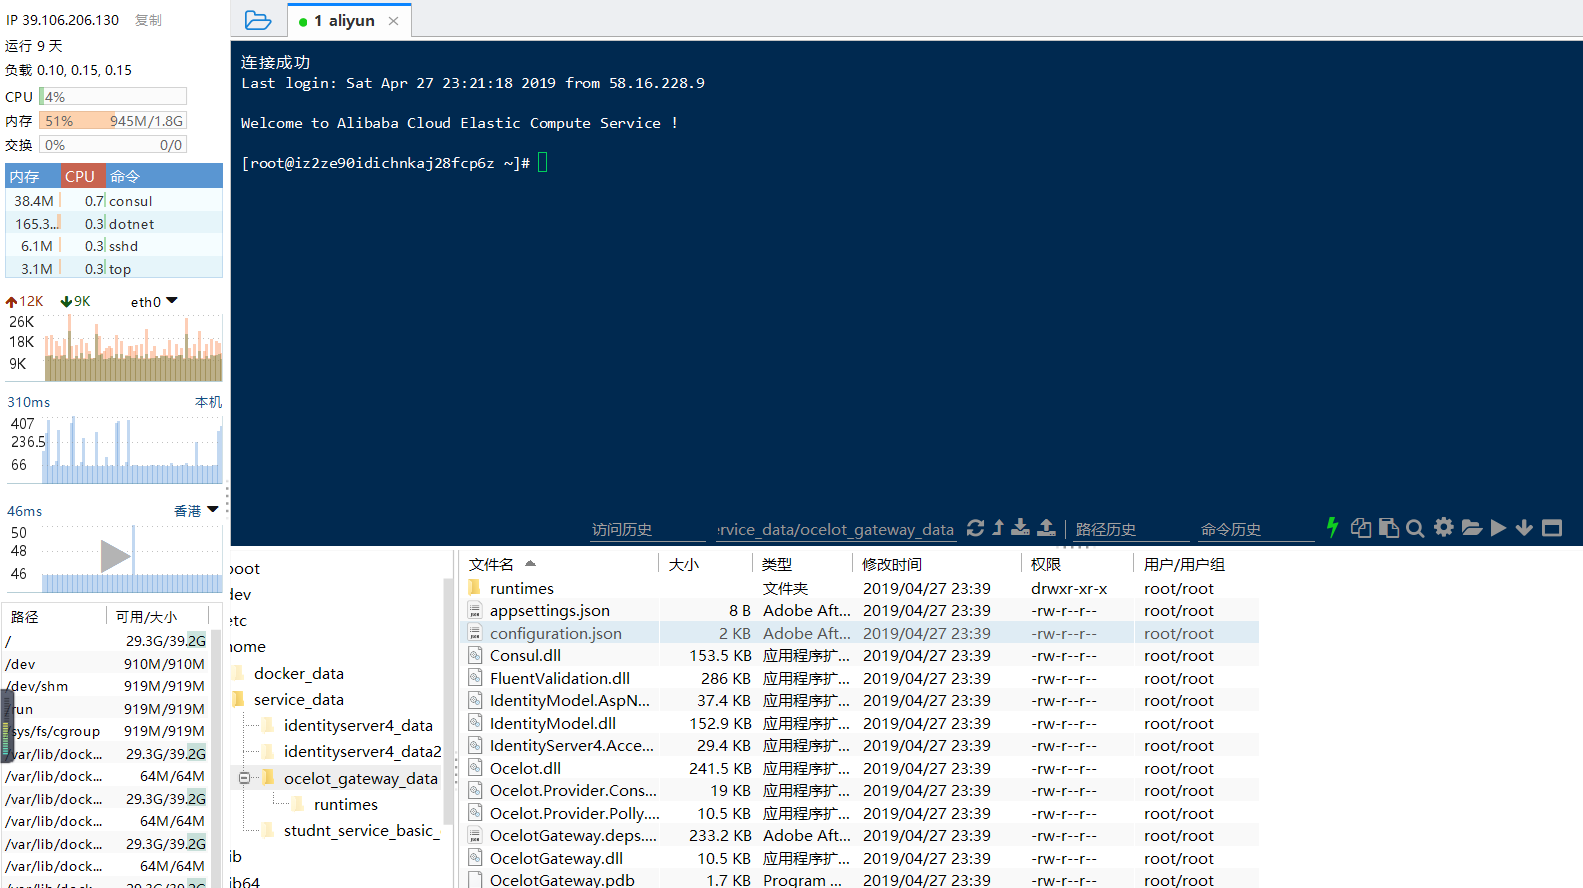 IP 39.106.206.130 复制
运行 9 天
负载 0.10, 0.15, 0.15
CPU 4%
内存 51% 945M/1.8G
交换 0% 0/0
内存 CPU 命令
38.4M 0.7 consul
165.3... 0.3 dotnet
6.1M 0.3 sshd
3.1M 0.3 top
12K 9K eth0
26K
18K
9K
310ms 本机
407
236.5
66
46ms 香港
50
48
46
路径 可用/大小
/ 29.3G/39.2G
/dev 910M/910M
/dev/shm 919M/919M
run 919M/919M
sys/fs/cgroup 919M/919M
/var/lib/dock... 29.3G/39.2G
/var/lib/dock... 64M/64M
/var/lib/dock... 29.3G/39.2G
/var/lib/dock... 64M/64M
/var/lib/dock... 29.3G/39.2G
/var/lib/dock... 64M/64M
/var/lib/dock... 29.3G/39.2G
1 aliyun ×
连接成功
Last login: Sat Apr 27 23:21:18 2019 from 58.16.228.9
Welcome to Alibaba Cloud Elastic Compute Service !
[root@iz2ze90idichnkaj28fcp6z ~]#
访问历史 rvice_data/ocelot_gateway_data 路径历史 命令历史
boot
dev
etc
home
docker_data
service_data
identityserver4_data
identityserver4_data2
ocelot_gateway_data
runtimes
studnt_service_basic_
ib
ib64
文件名 大小 类型 修改时间 权限 用户/用户组
runtimes 文件夹 2019/04/27 23:39 drwxr-xr-x root/root
appsettings.json 8 B Adobe Aft... 2019/04/27 23:39 -rw-r--r-- root/root
configuration.json 2 KB Adobe Aft... 2019/04/27 23:39 -rw-r--r-- root/root
Consul.dll 153.5 KB 应用程序扩... 2019/04/27 23:39 -rw-r--r-- root/root
FluentValidation.dll 286 KB 应用程序扩... 2019/04/27 23:39 -rw-r--r-- root/root
IdentityModel.AspN... 37.4 KB 应用程序扩... 2019/04/27 23:39 -rw-r--r-- root/root
IdentityModel.dll 152.9 KB 应用程序扩... 2019/04/27 23:39 -rw-r--r-- root/root
IdentityServer4.Acce... 29.4 KB 应用程序扩... 2019/04/27 23:39 -rw-r--r-- root/root
Ocelot.dll 241.5 KB 应用程序扩... 2019/04/27 23:39 -rw-r--r-- root/root
Ocelot.Provider.Cons... 19 KB 应用程序扩... 2019/04/27 23:39 -rw-r--r-- root/root
Ocelot.Provider.Polly.... 10.5 KB 应用程序扩... 2019/04/27 23:39 -rw-r--r-- root/root
OcelotGateway.deps.... 233.2 KB Adobe Aft... 2019/04/27 23:39 -rw-r--r-- root/root
OcelotGateway.dll 10.5 KB 应用程序扩... 2019/04/27 23:39 -rw-r--r-- root/root
OcelotGateway.pdb 1.7 KB Program ... 2019/04/27 23:39 -rw-r--r-- root/root